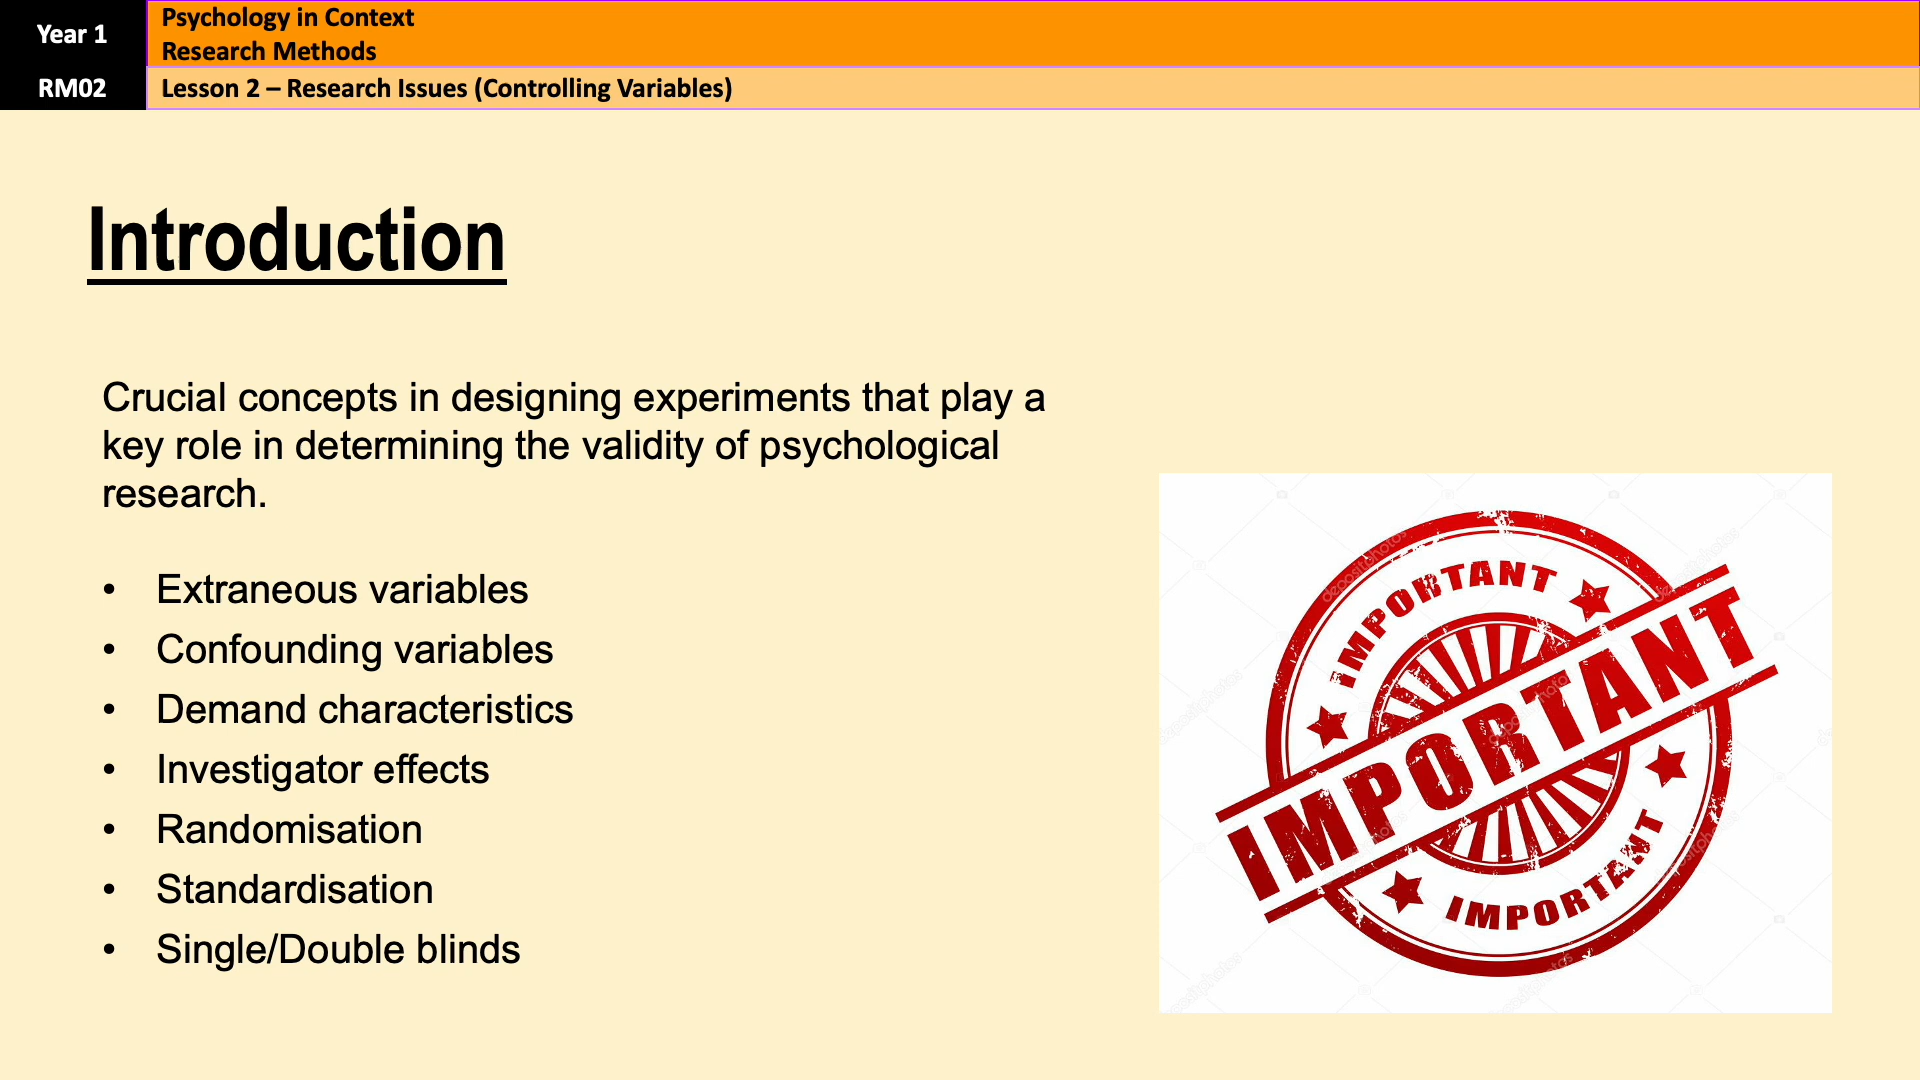 Year 1
Psychology in Context
Research Methods
RM02
Lesson 2 – Research Issues (Controlling Variables)
Introduction
Crucial concepts in designing experiments that play a
key role in determining the validity of psychological
research.
• Extraneous variables
• Confounding variables
• Demand characteristics
• Investigator effects
• Randomisation
• Standardisation
• Single/Double blinds
IMPORTANT
IMPORTANT
IMPORTANT
depositphotos